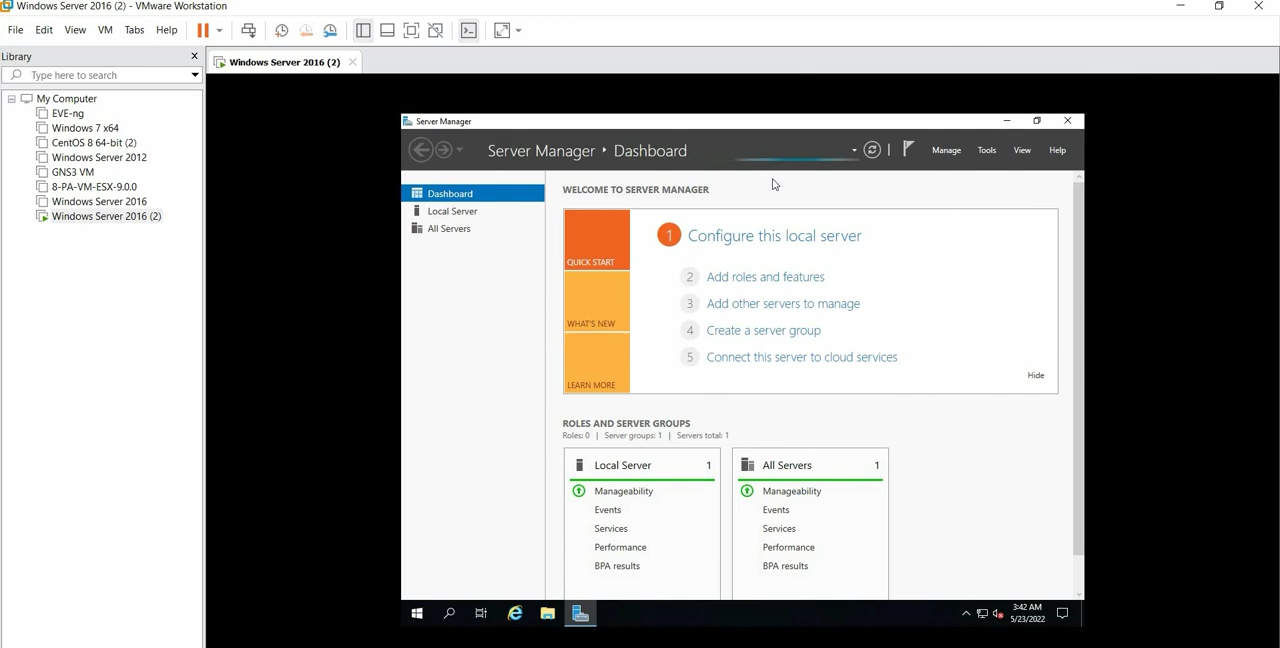 Windows Server 2016 (2) - VMware Workstation
File Edit View VM Tabs Help
Library
Type here to search
My Computer
EVE-ng
Windows 7 x64
CentOS 8 64-bit (2)
Windows Server 2012
GNS3 VM
8-PA-VM-ESX-9.0.0
Windows Server 2016
Windows Server 2016 (2)
Windows Server 2016 (2)
Server Manager
Server Manager ‣ Dashboard
Manage Tools View Help
Dashboard
Local Server
All Servers
WELCOME TO SERVER MANAGER
QUICK START
WHAT'S NEW
LEARN MORE
1 Configure this local server
2 Add roles and features
3 Add other servers to manage
4 Create a server group
5 Connect this server to cloud services
Hide
ROLES AND SERVER GROUPS
Roles: 0 | Server groups: 1 | Servers total: 1
Local Server 1
Manageability
Events
Services
Performance
BPA results
All Servers 1
Manageability
Events
Services
Performance
BPA results
3:42 AM
5/23/2022